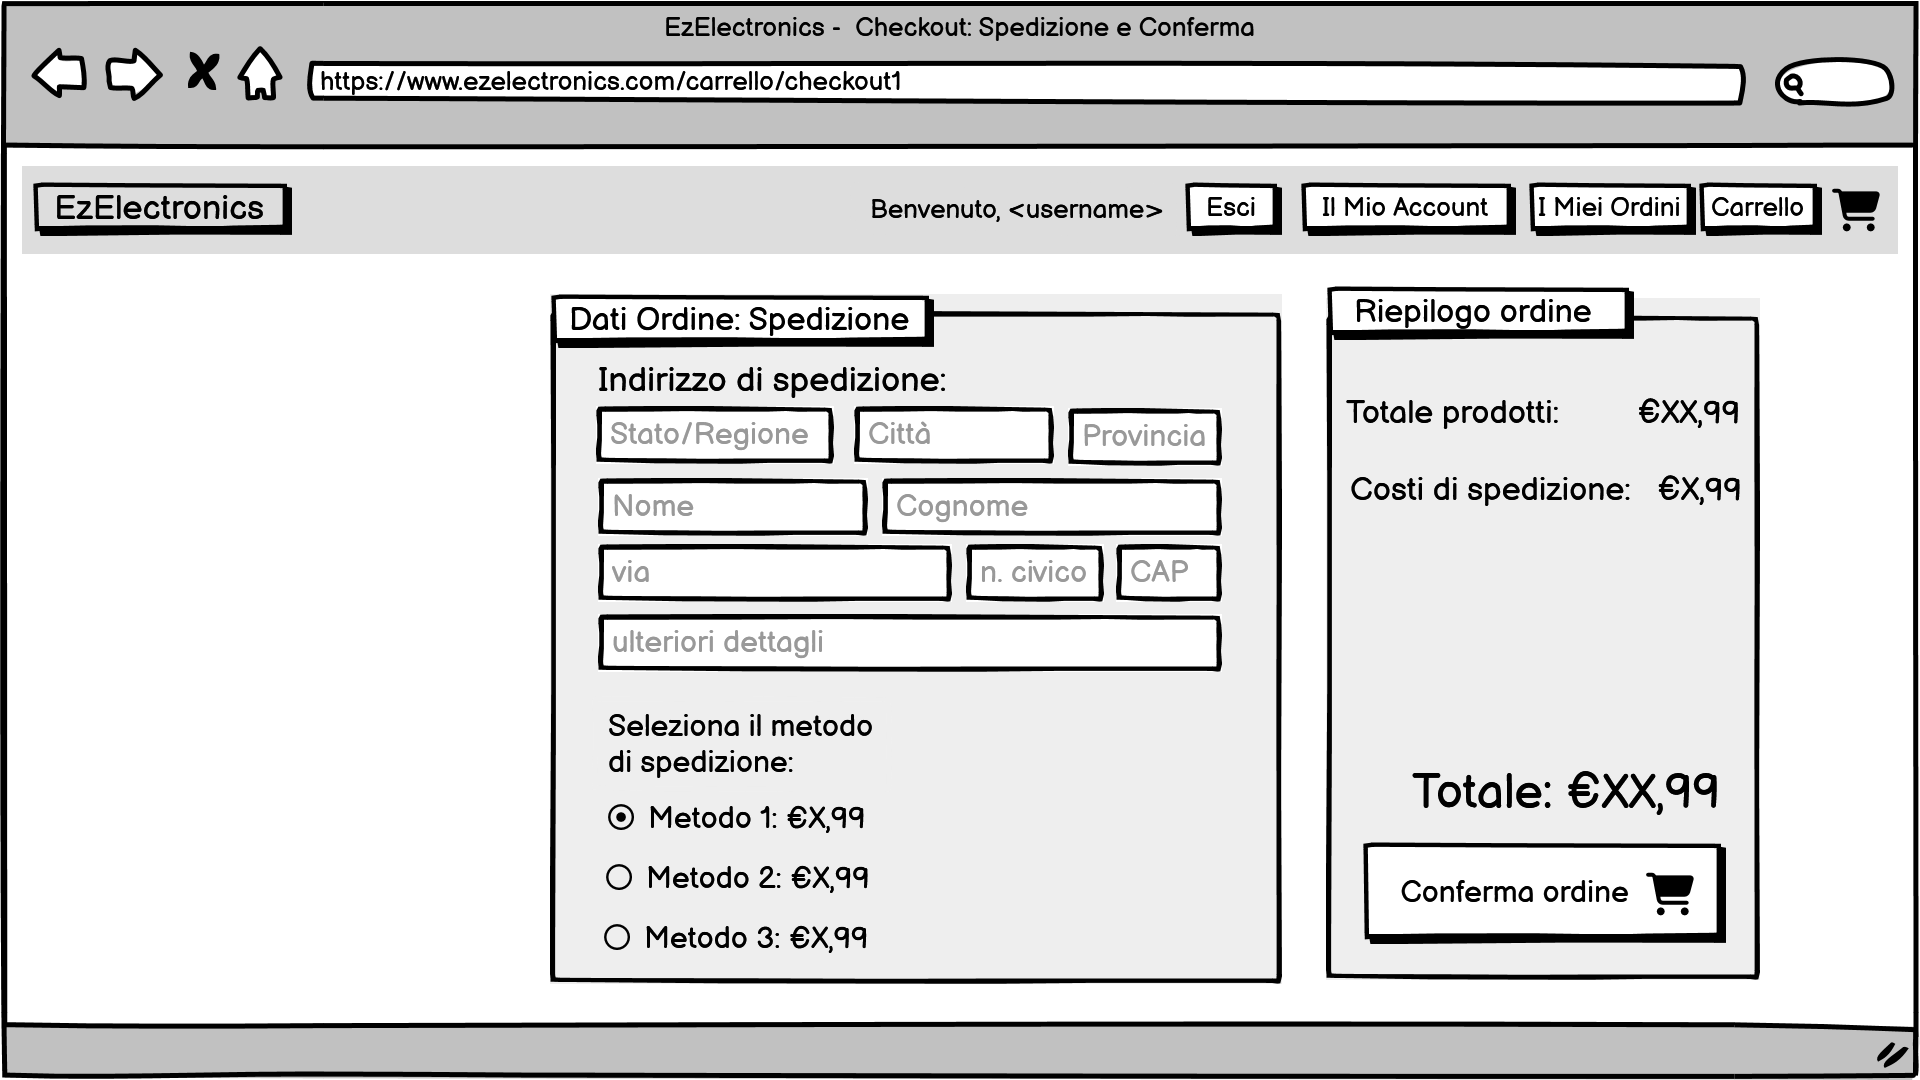 EzElectronics - Checkout: Spedizione e Conferma
https://www.ezelectronics.com/carrello/checkout1
EzElectronics
Benvenuto, <username>
Esci
Il Mio Account
I Miei Ordini
Carrello
Dati Ordine: Spedizione
Indirizzo di spedizione:
Stato/Regione
Città
Provincia
Nome
Cognome
via
n. civico
CAP
ulteriori dettagli
Seleziona il metodo
di spedizione:
Metodo 1: €X,99
Metodo 2: €X,99
Metodo 3: €X,99
Riepilogo ordine
Totale prodotti: €XX,99
Costi di spedizione: €X,99
Totale: €XX,99
Conferma ordine